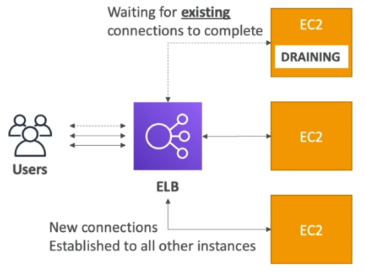 Waiting for existing
connections to complete
EC2
DRAINING
Users
ELB
EC2
New connections
Established to all other instances
EC2